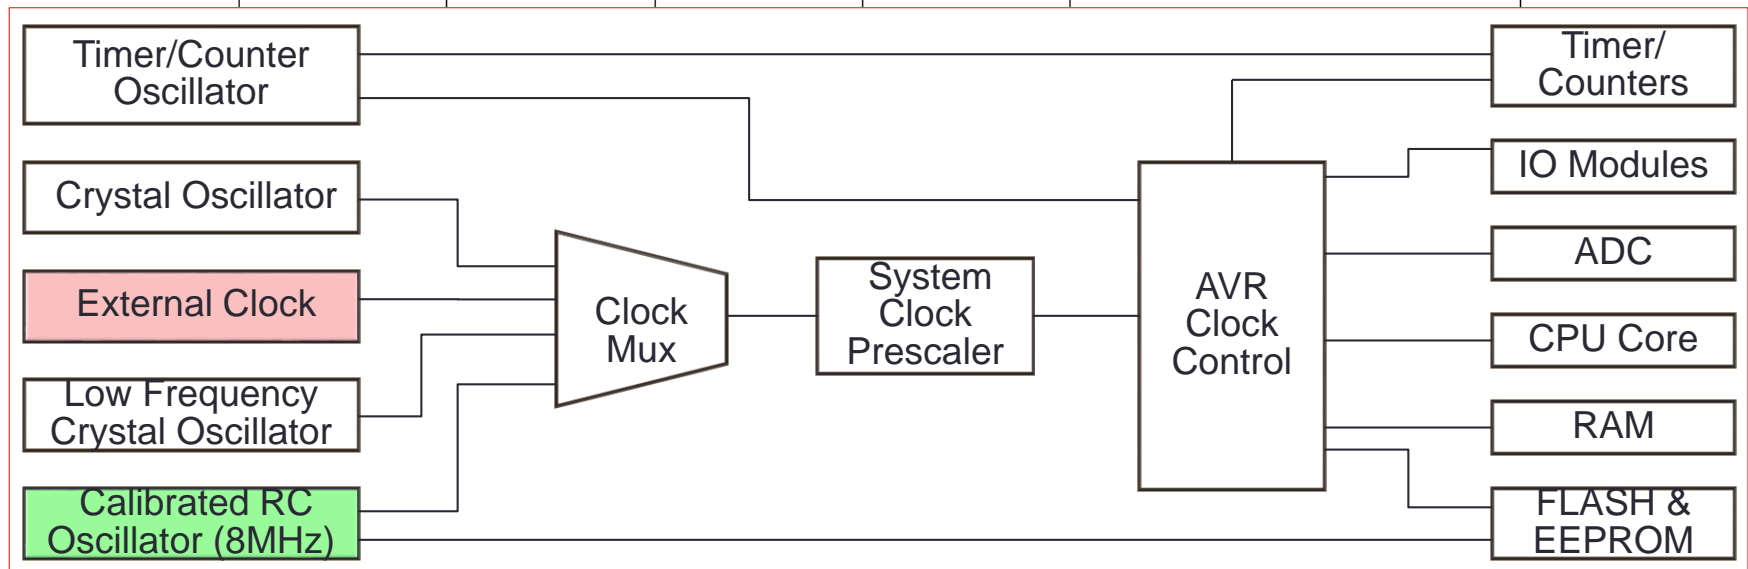 Timer/Counter
Oscillator
Crystal Oscillator
External Clock
Low Frequency
Crystal Oscillator
Calibrated RC
Oscillator (8MHz)
Clock
Mux
System
Clock
Prescaler
AVR
Clock
Control
Timer/
Counters
IO Modules
ADC
CPU Core
RAM
FLASH &
EEPROM